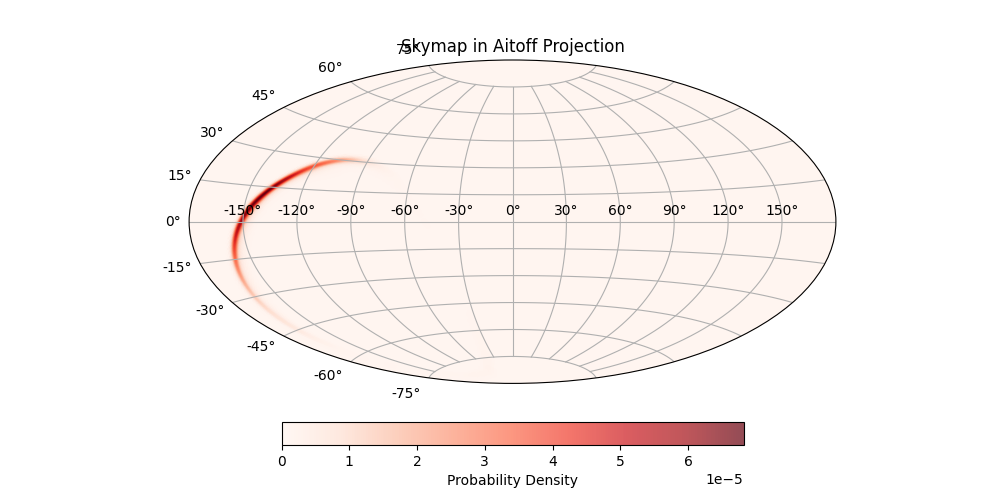 75°
Skymap in Aitoff Projection
60°
45°
30°
15°
0°
-150° -120° -90° -60° -30° 0° 30° 60° 90° 120° 150°
-15°
-30°
-45°
-60°
-75°
0 1 2 3 4 5 6
1e−5
Probability Density